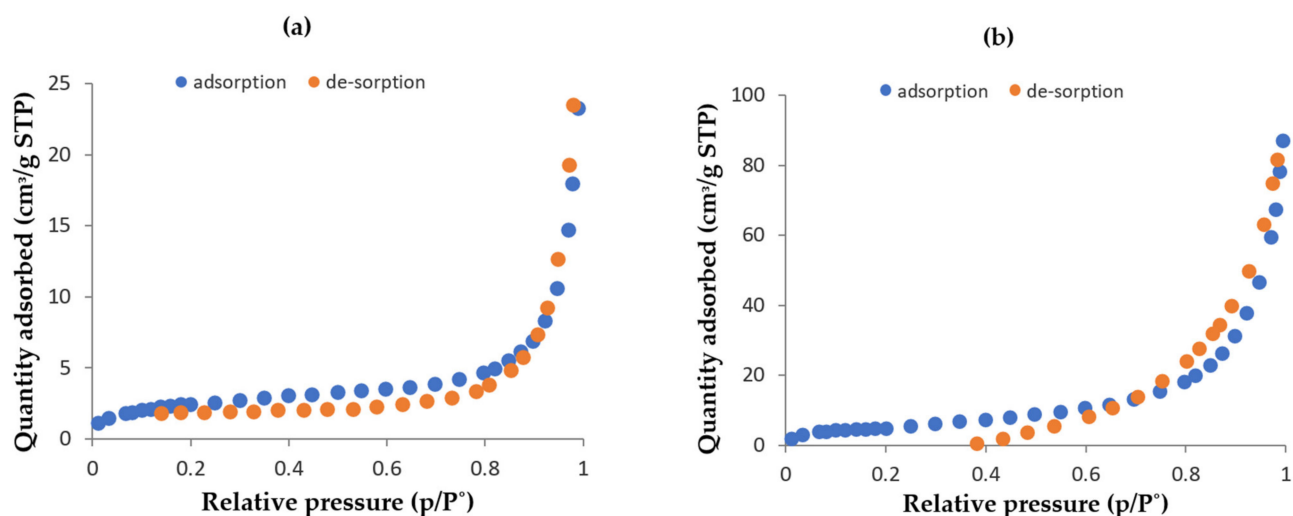 (a)
adsorption de-sorption
Quantity adsorbed (cm³/g STP)
25
20
15
10
5
0
0 0.2 0.4 0.6 0.8 1
Relative pressure (p/P°)
(b)
adsorption de-sorption
Quantity adsorbed (cm³/g STP)
100
80
60
40
20
0
0 0.2 0.4 0.6 0.8 1
Relative pressure (p/P°)